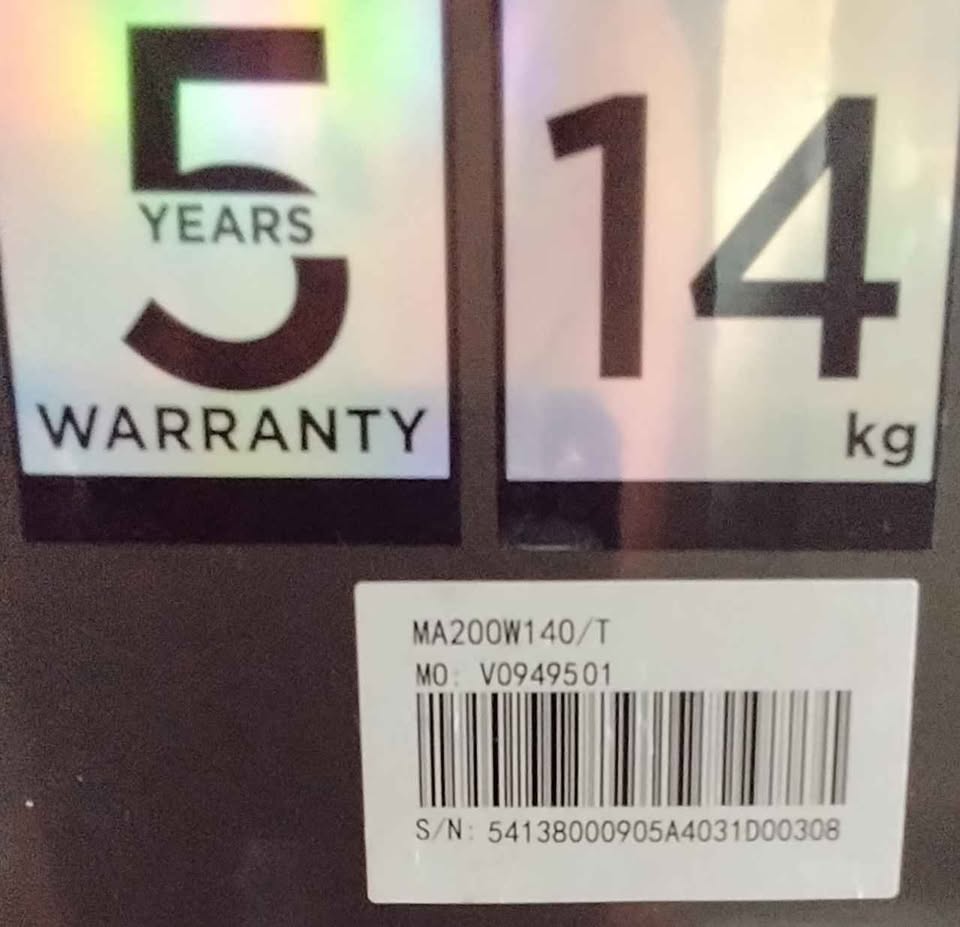 5
YEARS
WARRANTY
14
kg
MA200W140/T
MO: V0949501
S/N: 54138000905A4031D00308